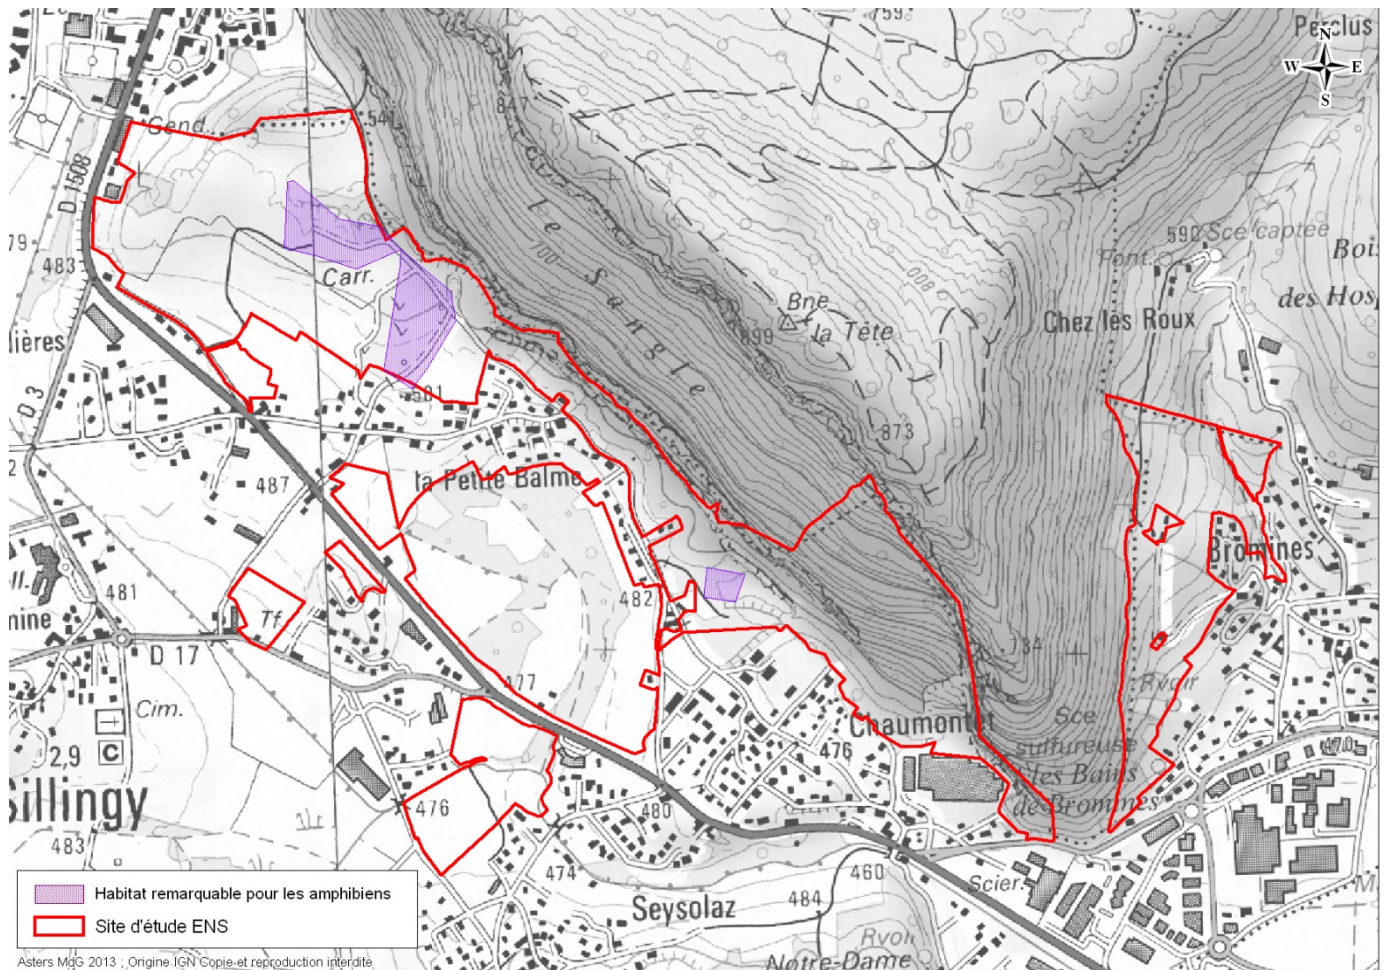 759
Perclus
N
W E
S
847
541
Gend.
D 1508
Le Sangle
590 Sce captée
Font.
79
483
Carr.
Bne
la Tête
899
800
Chez les Roux
Bois
des Hosp
lières
D 3
501
873
487
la Petite Balme
Bromines
481
482
mine
Tf.
D 17
734
477
Rvoir
Cim.
Chaumontet
Sce
sulfureuse
les Bains
de Bromines
476
470
2,9
C
Sillingy
476
480
483
474
460
Scier.
484
Seysolaz
Rvoir
Notre-Dame
Habitat remarquable pour les amphibiens
Site d'étude ENS
Asters MdG 2013 ; Origine IGN Copie et reproduction interdite